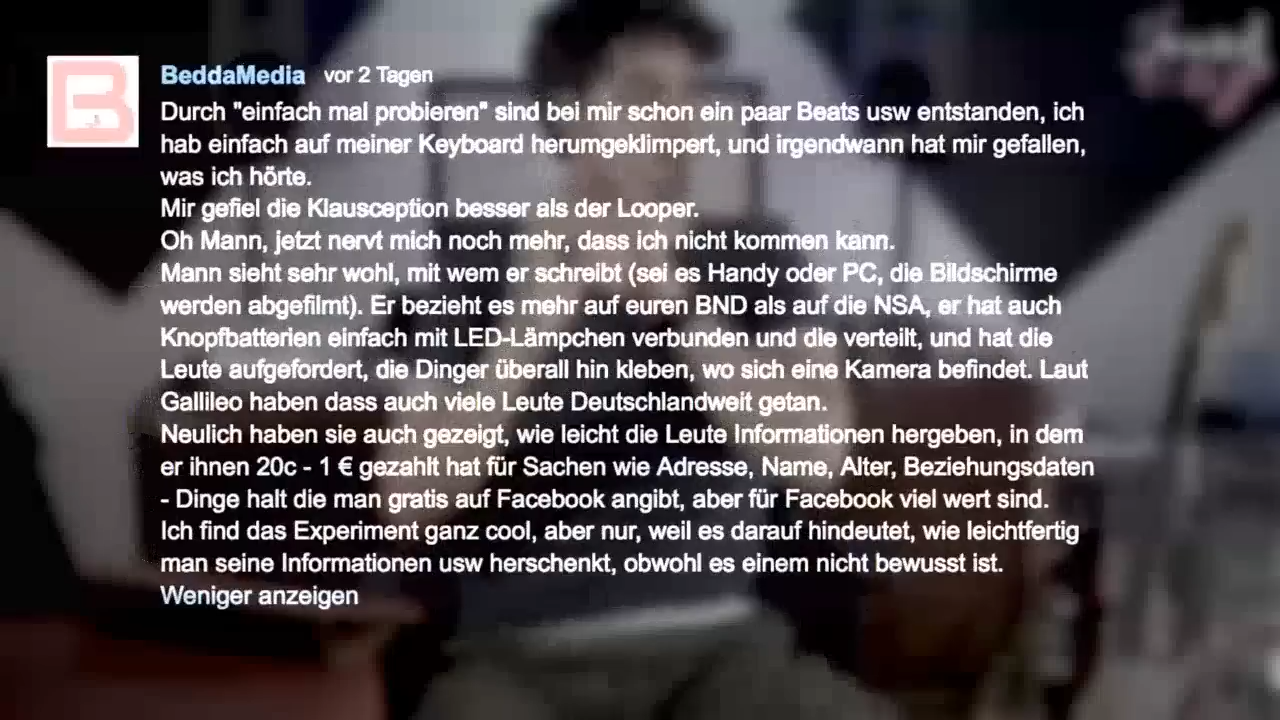 BeddaMedia vor 2 Tagen
Durch "einfach mal probieren" sind bei mir schon ein paar Beats usw entstanden, ich
hab einfach auf meiner Keyboard herumgeklimpert, und irgendwann hat mir gefallen,
was ich hörte.
Mir gefiel die Klausception besser als der Looper.
Oh Mann, jetzt nervt mich noch mehr, dass ich nicht kommen kann.
Mann sieht sehr wohl, mit wem er schreibt (sei es Handy oder PC, die Bildschirme
werden abgefilmt). Er bezieht es mehr auf euren BND als auf die NSA, er hat auch
Knopfbatterien einfach mit LED-Lämpchen verbunden und die verteilt, und hat die
Leute aufgefordert, die Dinger überall hin kleben, wo sich eine Kamera befindet. Laut
Gallileo haben dass auch viele Leute Deutschlandweit getan.
Neulich haben sie auch gezeigt, wie leicht die Leute Informationen hergeben, in dem
er ihnen 20c - 1 € gezahlt hat für Sachen wie Adresse, Name, Alter, Beziehungsdaten
- Dinge halt die man gratis auf Facebook angibt, aber für Facebook viel wert sind.
Ich find das Experiment ganz cool, aber nur, weil es darauf hindeutet, wie leichtfertig
man seine Informationen usw herschenkt, obwohl es einem nicht bewusst ist.
Weniger anzeigen